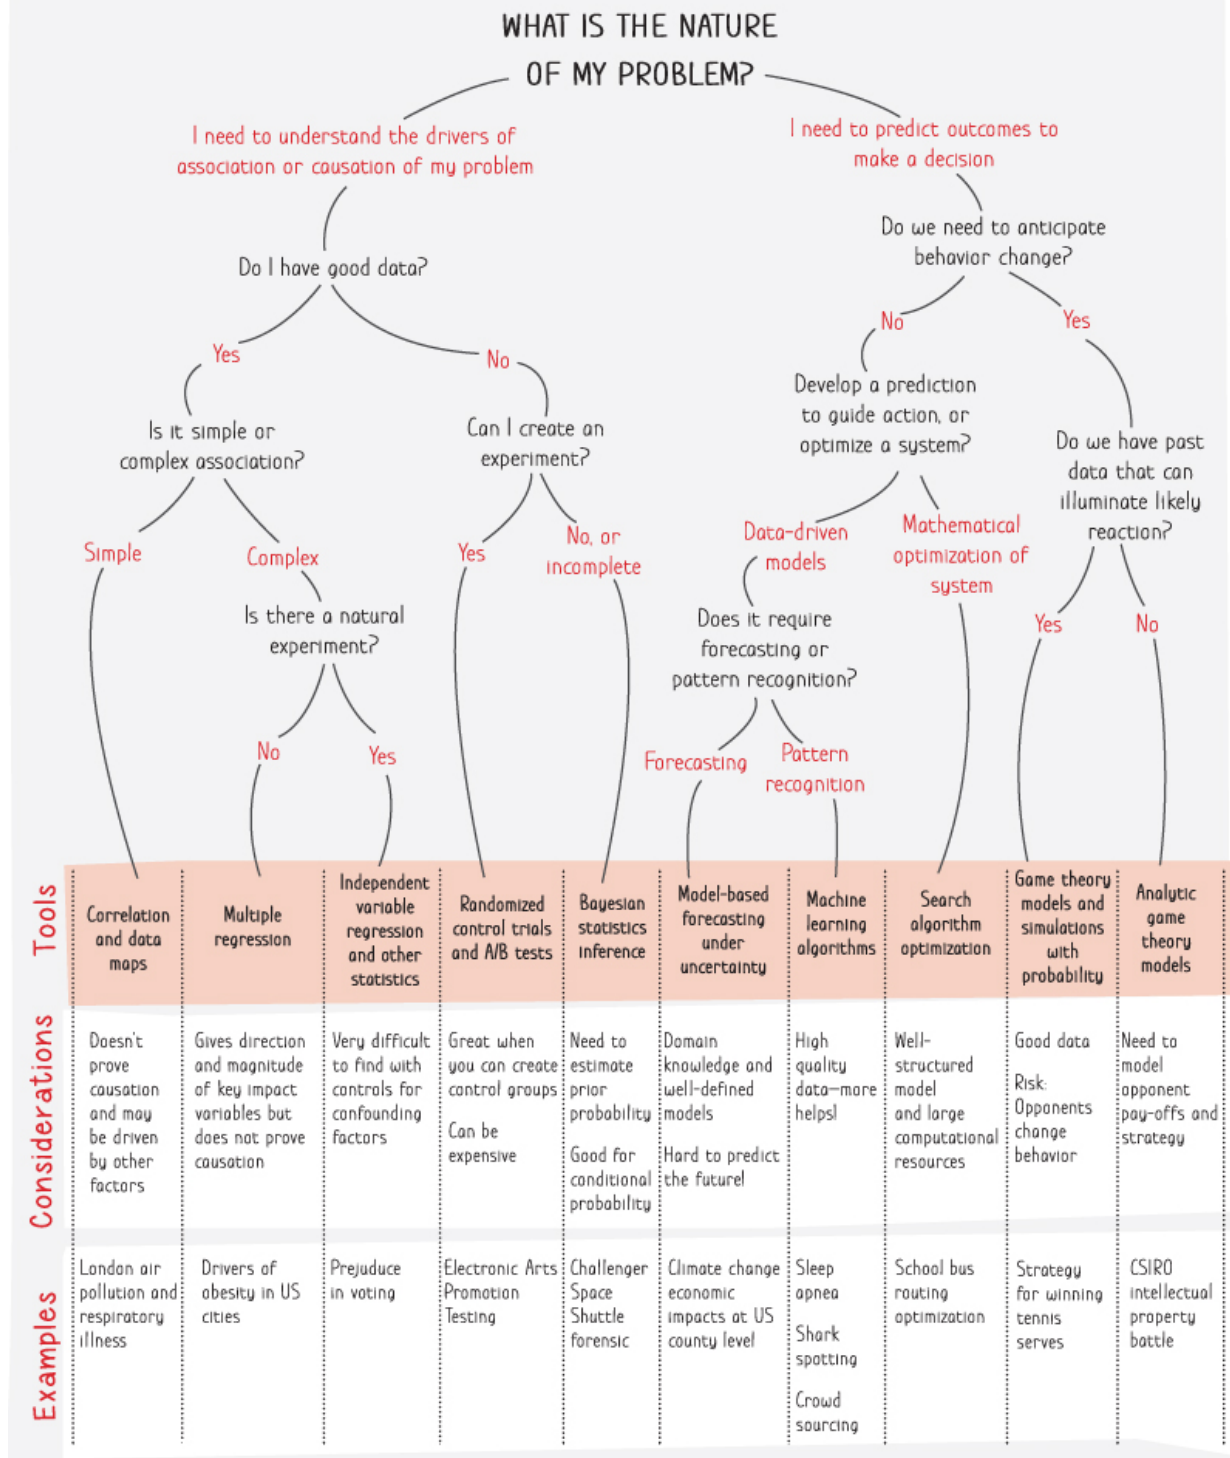 WHAT IS THE NATURE
OF MY PROBLEM?
I need to understand the drivers of
association or causation of my problem
I need to predict outcomes to
make a decision
Do I have good data?
Do we need to anticipate
behavior change?
Yes
No
No
Yes
Is it simple or
complex association?
Can I create an
experiment?
Develop a prediction
to guide action, or
optimize a system?
Do we have past
data that can
illuminate likely
reaction?
Simple
Complex
Yes
No, or
incomplete
Data-driven
models
Mathematical
optimization of
system
Yes
No
Is there a natural
experiment?
Does it require
forecasting or
pattern recognition?
No
Yes
Forecasting
Pattern
recognition
Tools
Correlation
and data
maps
Multiple
regression
Independent
variable
regression
and other
statistics
Randomized
control trials
and A/B tests
Bayesian
statistics
inference
Model-based
forecasting
under
uncertainty
Machine
learning
algorithms
Search
algorithm
optimization
Game theory
models and
simulations
with
probability
Analytic
game
theory
models
Considerations
Doesn't
prove
causation
and may
be driven
by other
factors
Gives direction
and magnitude
of key impact
variables but
does not prove
causation
Very difficult
to find with
controls for
confounding
factors
Great when
you can create
control groups
Can be
expensive
Need to
estimate
prior
probability
Good for
conditional
probability
Domain
knowledge and
well-defined
models
Hard to predict
the future!
High
quality
data—more
helps!
Well-
structured
model
and large
computational
resources
Good data
Risk:
Opponents
change
behavior
Need to
model
opponent
pay-offs and
strategy
Examples
London air
pollution and
respiratory
illness
Drivers of
obesity in US
cities
Prejuduce
in voting
Electronic Arts
Promotion
Testing
Challenger
Space
Shuttle
forensic
Climate change
economic
impacts at US
county level
Sleep
apnea
Shark
spotting
Crowd
sourcing
School bus
routing
optimization
Strategy
for winning
tennis
serves
CSIRO
intellectual
property
battle